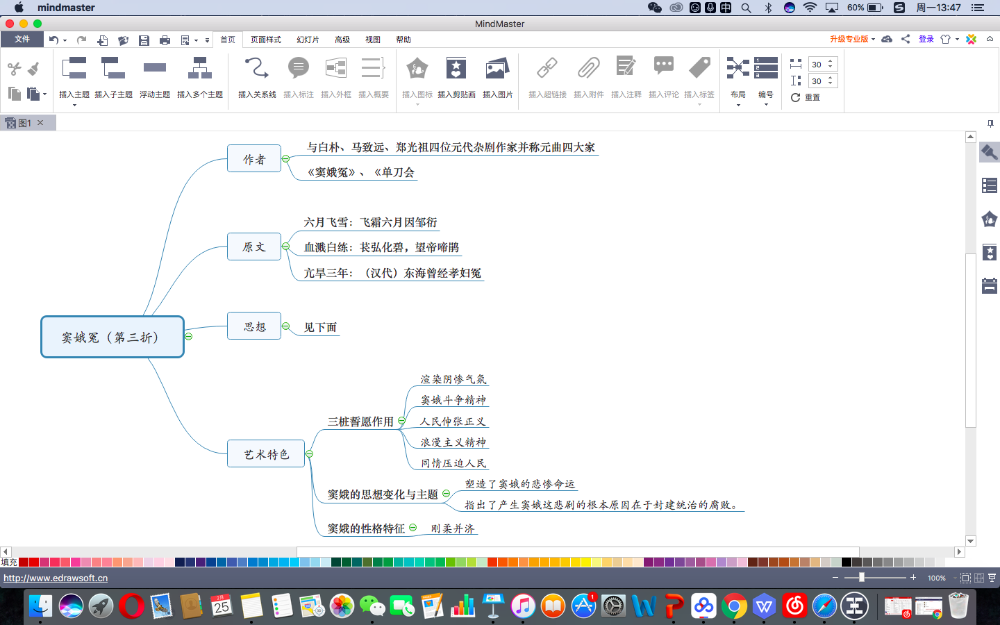 mindmaster
60%
中
周一13:47
MindMaster
文件
首页
页面样式
幻灯片
高级
视图
帮助
升级专业版
登录
插入主题
插入子主题
浮动主题
插入多个主题
插入关系线
插入标注
插入外框
插入概要
插入图标
插入剪贴画
插入图片
插入超链接
插入附件
插入注释
插入评论
插入标签
布局
编号
30
30
重置
图1
作者
与白朴、马致远、郑光祖四位元代杂剧作家并称元曲四大家
《窦娥冤》、《单刀会
原文
六月飞雪：飞霜六月因邹衍
血溅白练：苌弘化碧，望帝啼鹃
亢旱三年：（汉代）东海曾经孝妇冤
窦娥冤（第三折）
思想
见下面
艺术特色
三桩誓愿作用
渲染阴惨气氛
窦娥斗争精神
人民伸张正义
浪漫主义精神
同情压迫人民
窦娥的思想变化与主题
塑造了窦娥的悲惨命运
指出了产生窦娥这悲剧的根本原因在于封建统治的腐败。
窦娥的性格特征
刚柔并济
填充
http://www.edrawsoft.cn
100%
2月
25
1